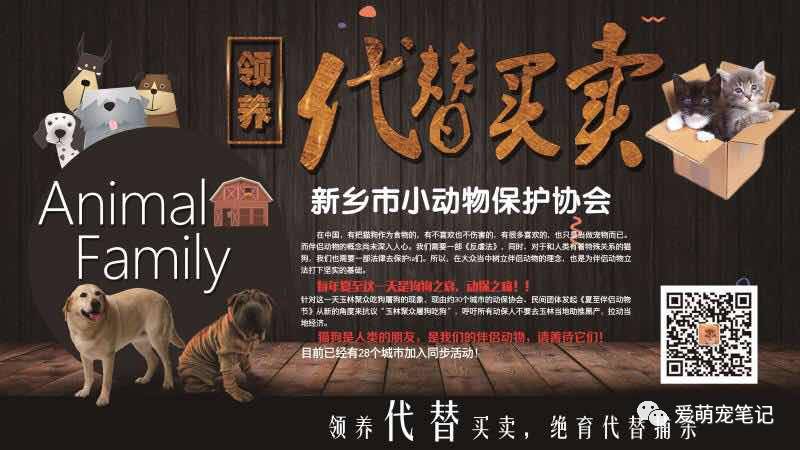 领养
代替买卖
Animal
Family
新乡市小动物保护协会
在中国，有把猫狗作为食物的，有不喜欢也不伤害的，有很多喜欢的，也只是当做宠物而已。
而伴侣动物的概念尚未深入人心。我们需要一部《反虐法》，同时，对于和人类有着特殊关系的猫
狗，我们也需要一部法律去保护ta们。所以，在大众当中树立伴侣动物的理念，也是为伴侣动物立
法打下坚实的基础。
每年夏至这一天是狗狗之殇，动保之痛！！
针对这一天玉林聚众吃狗屠狗的现象，现由约30个城市的动保协会、民间团体发起《夏至伴侣动物
节》从新的角度来抗议“玉林聚众屠狗吃狗”，呼吁所有动保人不要去玉林当地助推黑产，拉动当
地经济。
猫狗是人类的朋友，是我们的伴侣动物，请善待它们！
目前已经有28个城市加入同步活动！
爱萌宠笔记
领养代替买卖，绝育代替捕杀